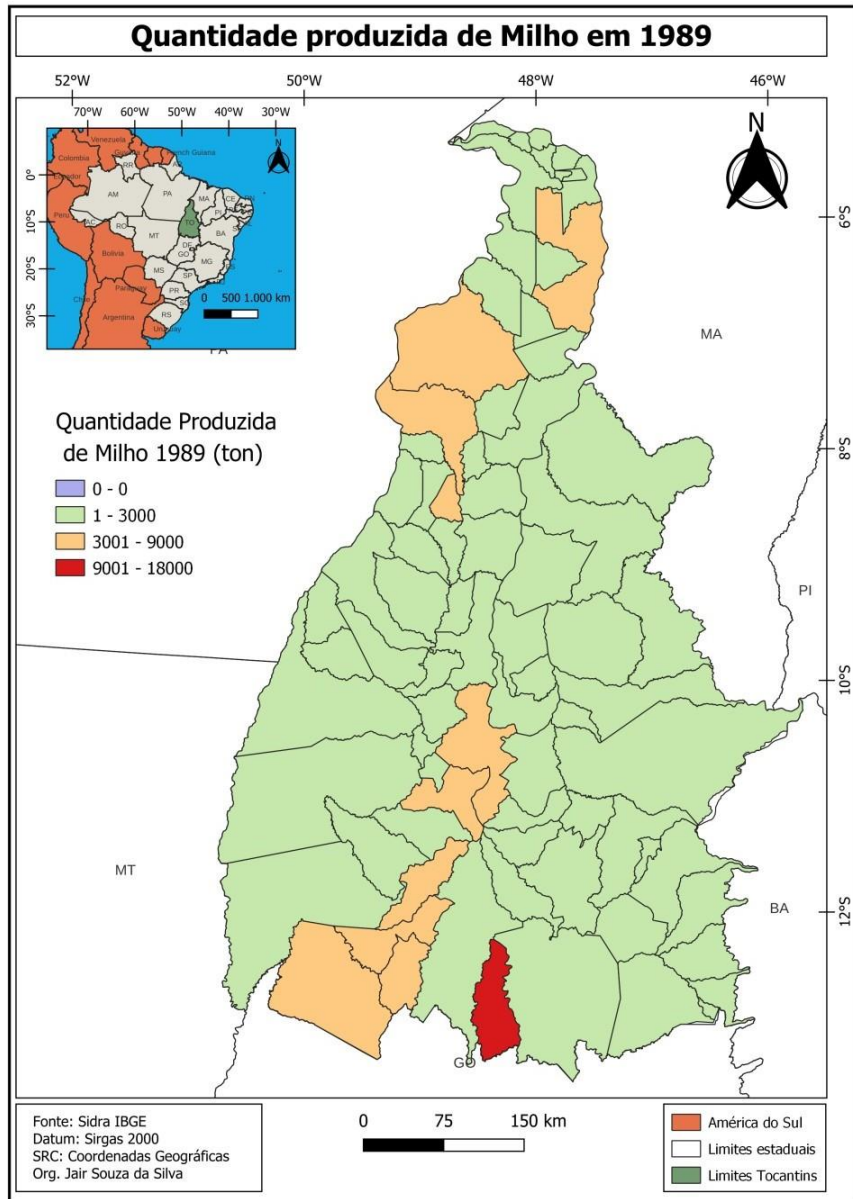 Quantidade produzida de Milho em 1989
52°W 50°W 48°W 46°W
70°W 60°W 50°W 40°W 30°W
N
0°
10°S
20°S
30°S
Venezuela
Colombia
French Guiana
RR
AM
PA
MA
CE
PI
Peru
AC
RO
TO
MT
BA
Bolivia
DF
GO
MG
MS
SP
Paraguay
PR
Chile
SC
RS
Argentina
Uruguay
0 500 1.000 km
PA
MA
PI
BA
GO
MT
6°S
8°S
10°S
12°S
Quantidade Produzida
de Milho 1989 (ton)
0 - 0
1 - 3000
3001 - 9000
9001 - 18000
Fonte: Sidra IBGE
Datum: Sirgas 2000
SRC: Coordenadas Geográficas
Org. Jair Souza da Silva
0 75 150 km
América do Sul
Limites estaduais
Limites Tocantins